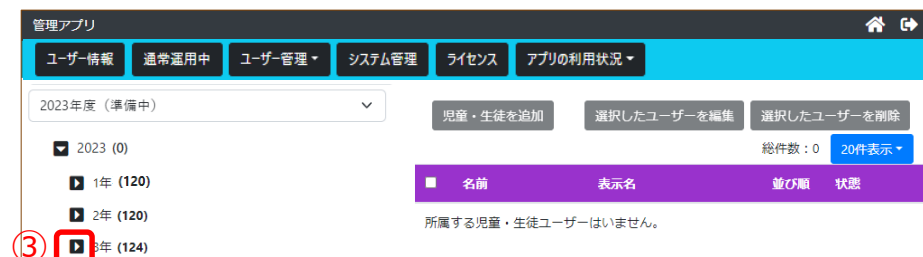 管理アプリ
ユーザー情報 通常運用中 ユーザー管理 システム管理 ライセンス アプリの利用状況
2023年度（準備中）
児童・生徒を追加 選択したユーザーを編集 選択したユーザーを削除
2023 (0)
総件数：0 20件表示
1年 (120)
名前 表示名 並び順 状態
2年 (120)
所属する児童・生徒ユーザーはいません。
③ 3年 (124)